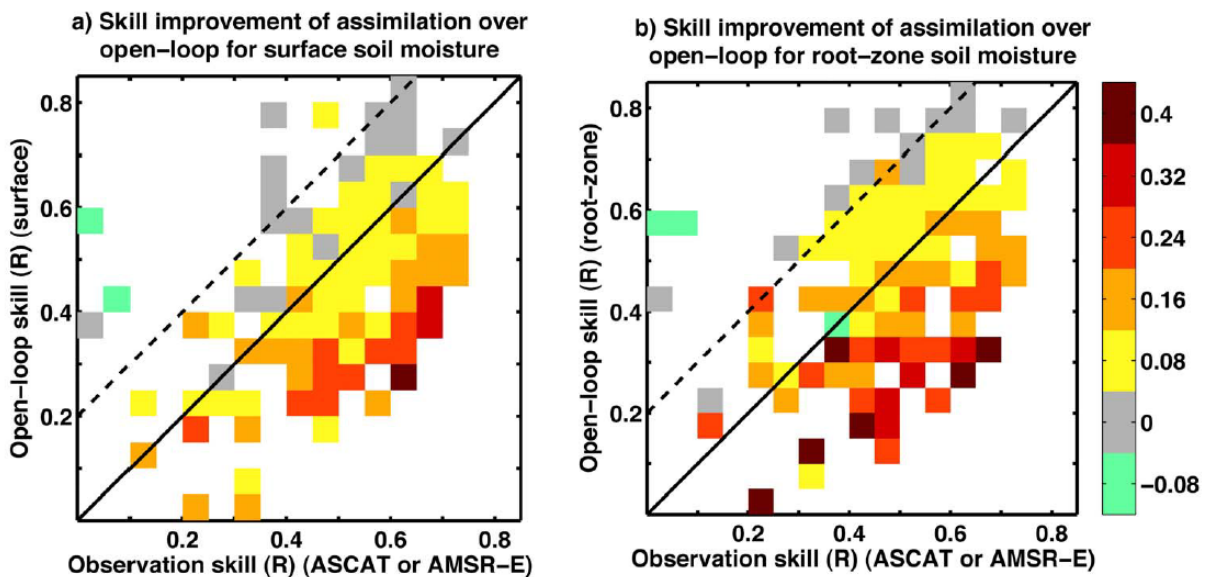 a) Skill improvement of assimilation over
open-loop for surface soil moisture
0.8
0.6
0.4
0.2
Open-loop skill (R) (surface)
0.2 0.4 0.6 0.8
Observation skill (R) (ASCAT or AMSR-E)
b) Skill improvement of assimilation over
open-loop for root-zone soil moisture
0.8
0.6
0.4
0.2
Open-loop skill (R) (root-zone)
0.2 0.4 0.6 0.8
Observation skill (R) (ASCAT or AMSR-E)
0.4
0.32
0.24
0.16
0.08
0
-0.08